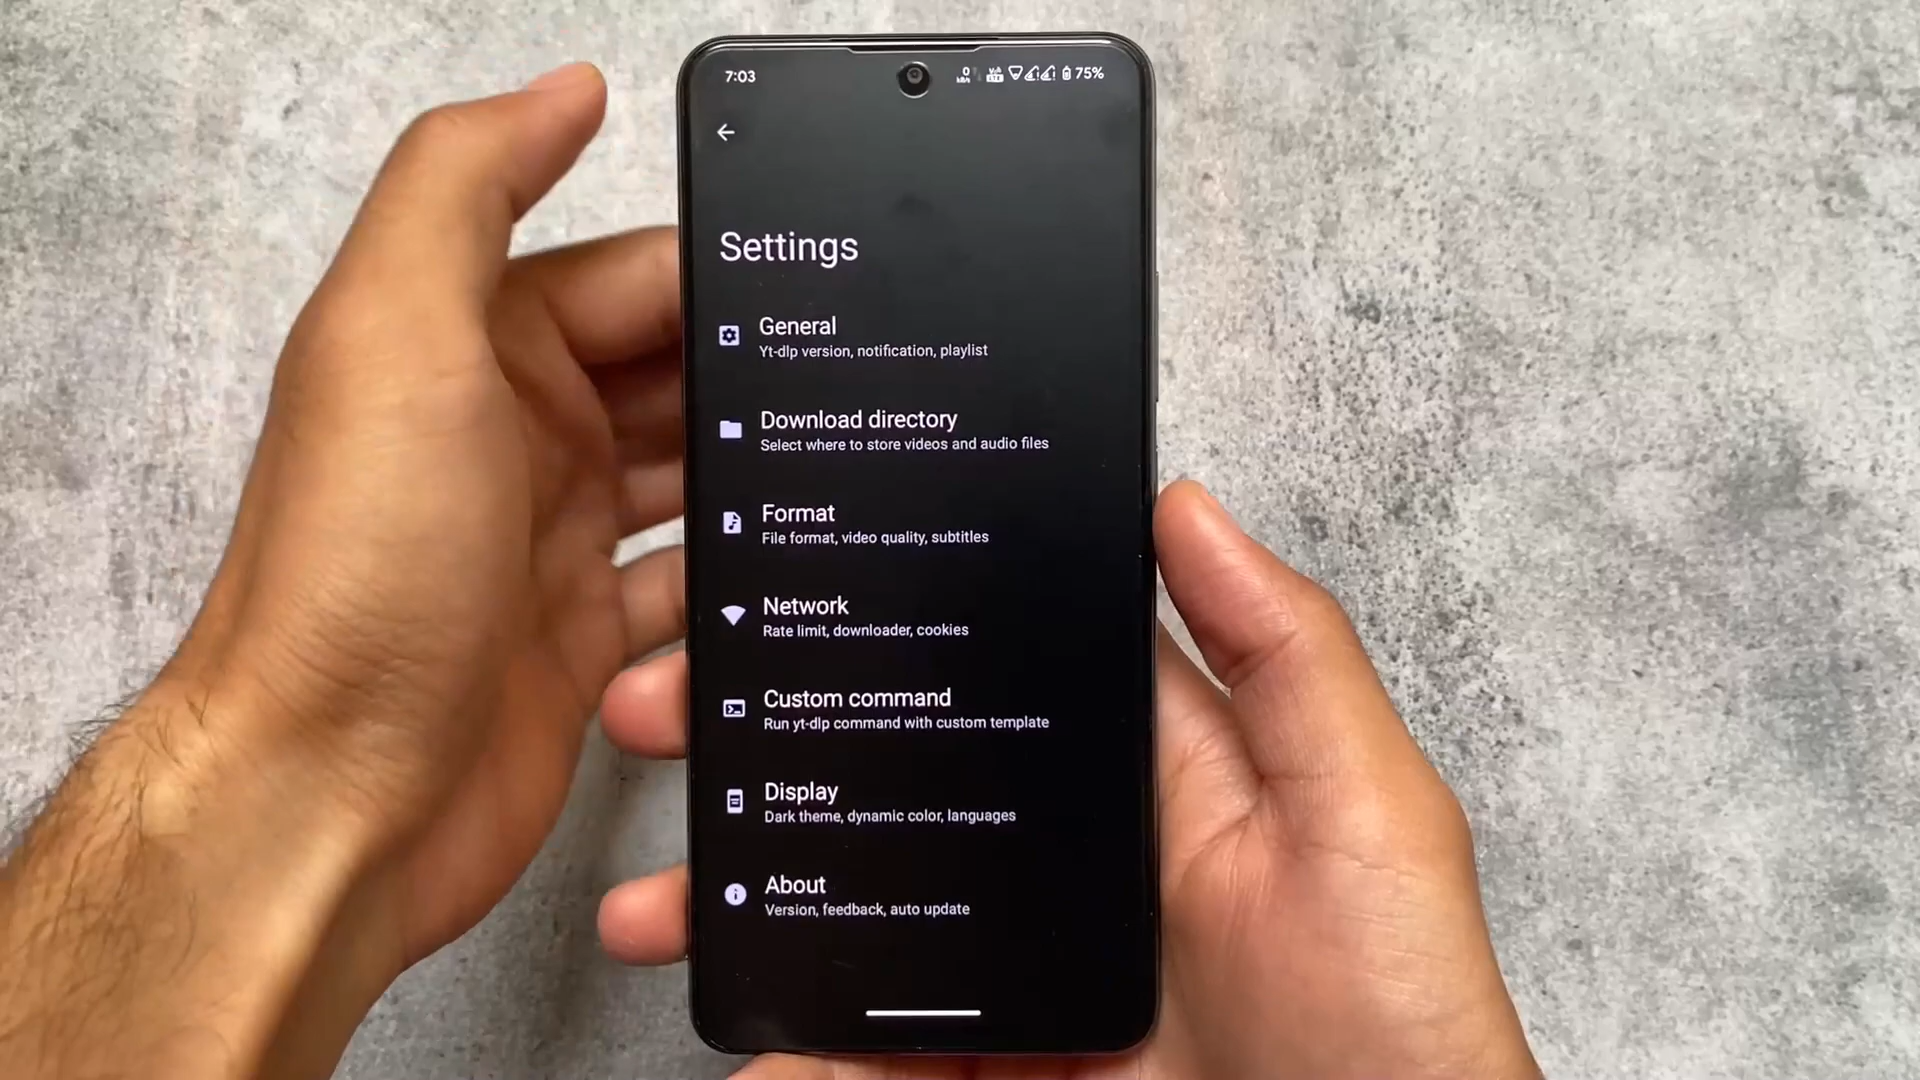 7:03
75%
Settings
General
Yt-dlp version, notification, playlist
Download directory
Select where to store videos and audio files
Format
File format, video quality, subtitles
Network
Rate limit, downloader, cookies
Custom command
Run yt-dlp command with custom template
Display
Dark theme, dynamic color, languages
About
Version, feedback, auto update